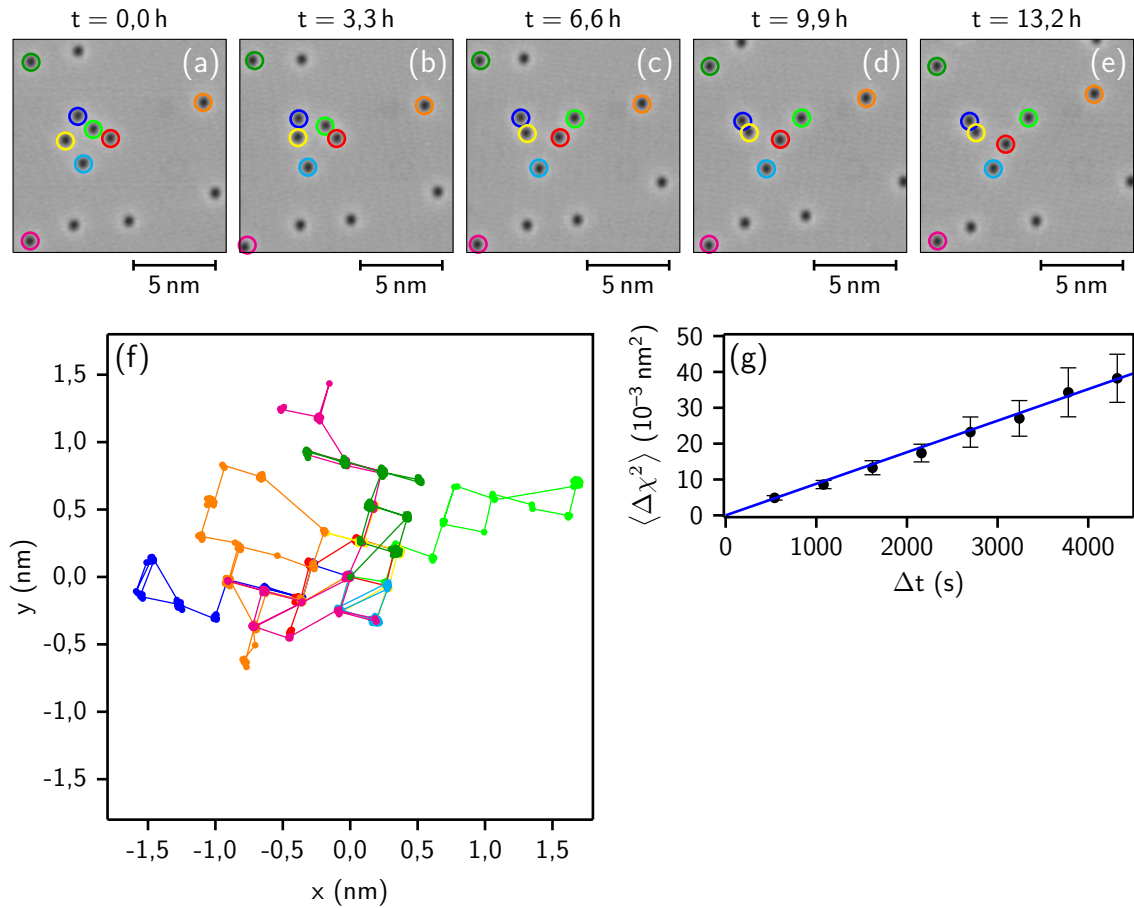 t = 0,0 h
t = 3,3 h
t = 6,6 h
t = 9,9 h
t = 13,2 h
(a)
(b)
(c)
(d)
(e)
5 nm
5 nm
5 nm
5 nm
5 nm
(f)
1,5
1,0
0,5
0,0
-0,5
-1,0
-1,5
y (nm)
-1,5
-1,0
-0,5
0,0
0,5
1,0
1,5
x (nm)
(g)
⟨Δχ²⟩ (10⁻³ nm²)
50
40
30
20
10
0
0
1000
2000
3000
4000
Δt (s)